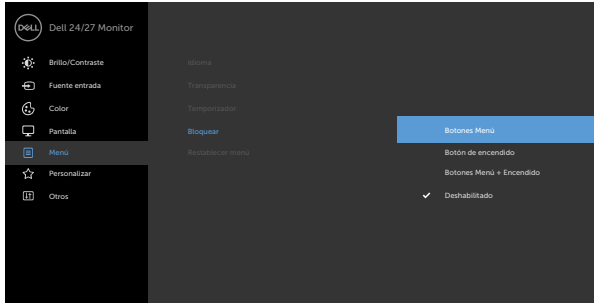 DELL Dell 24/27 Monitor
Brillo/Contraste
Idioma
Fuente entrada
Transparencia
Color
Temporizador
Pantalla
Bloquear
Botones Menú
Menú
Restablecer menú
Botón de encendido
Personalizar
Botones Menú + Encendido
Otros
Deshabilitado